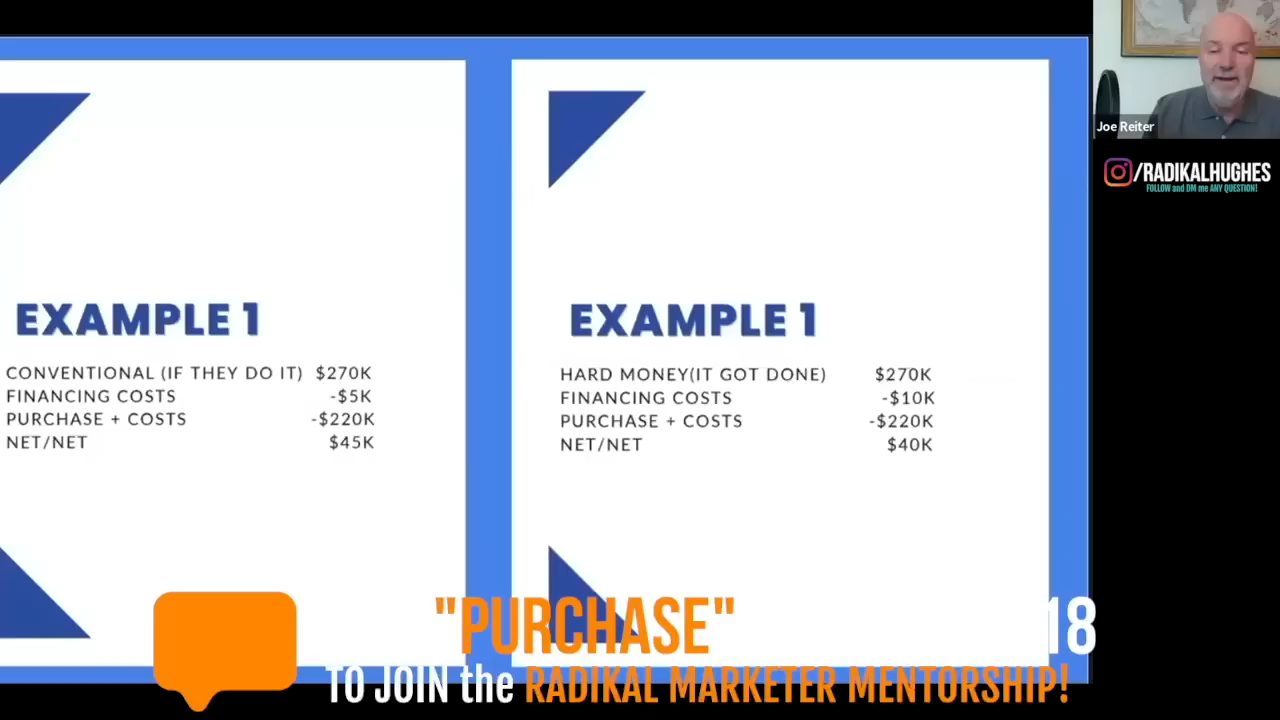 EXAMPLE 1
CONVENTIONAL (IF THEY DO IT) $270K
FINANCING COSTS -$5K
PURCHASE + COSTS -$220K
NET/NET $45K
EXAMPLE 1
HARD MONEY(IT GOT DONE) $270K
FINANCING COSTS -$10K
PURCHASE + COSTS -$220K
NET/NET $40K
Joe Reiter
/RADIKALHUGHES
FOLLOW and DM me ANY QUESTION!
"PURCHASE" 18
TO JOIN the RADIKAL MARKETER MENTORSHIP!